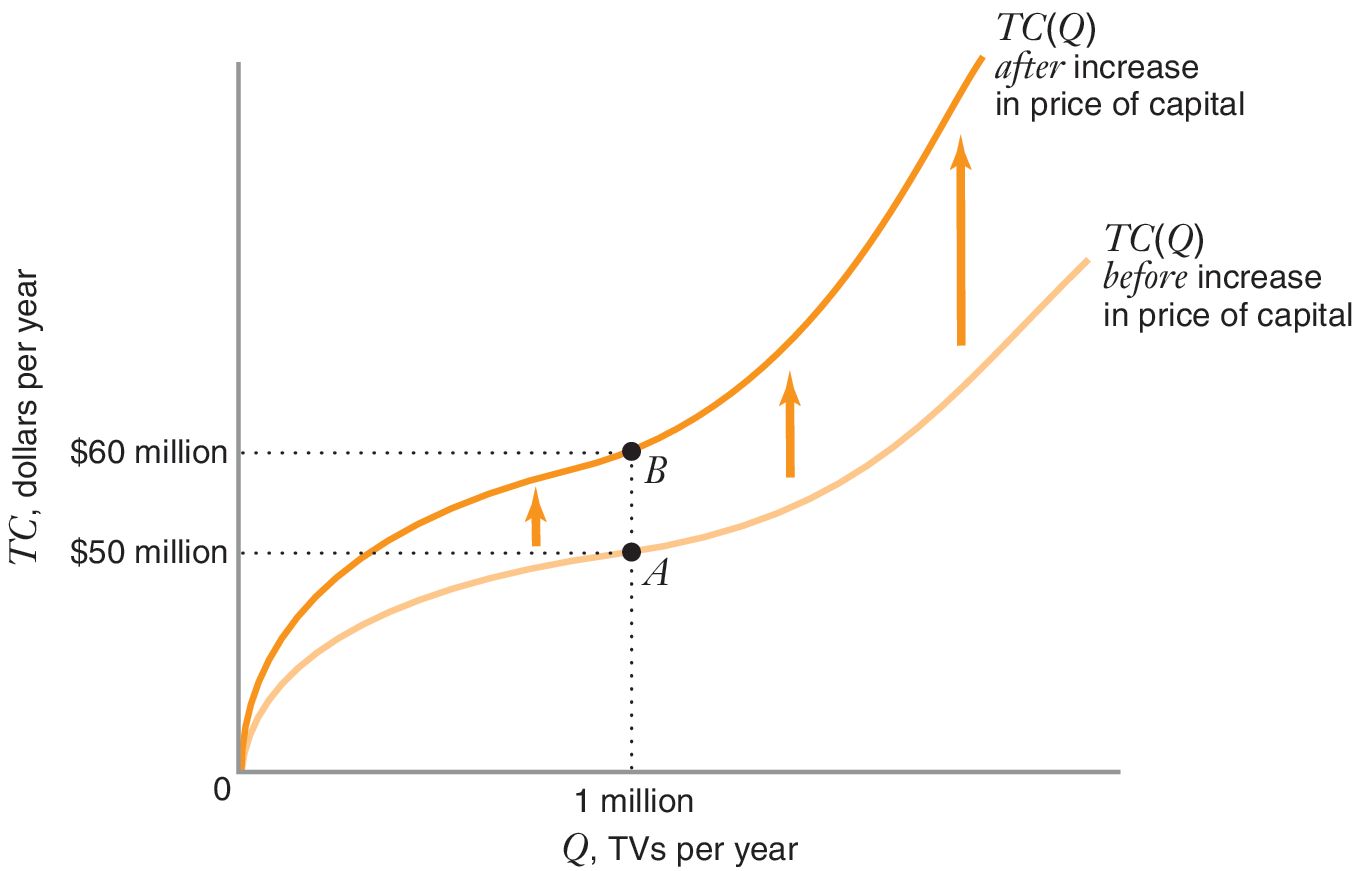 TC(Q)
after increase
in price of capital
TC(Q)
before increase
in price of capital
TC, dollars per year
$60 million
B
$50 million
A
0
1 million
Q, TVs per year